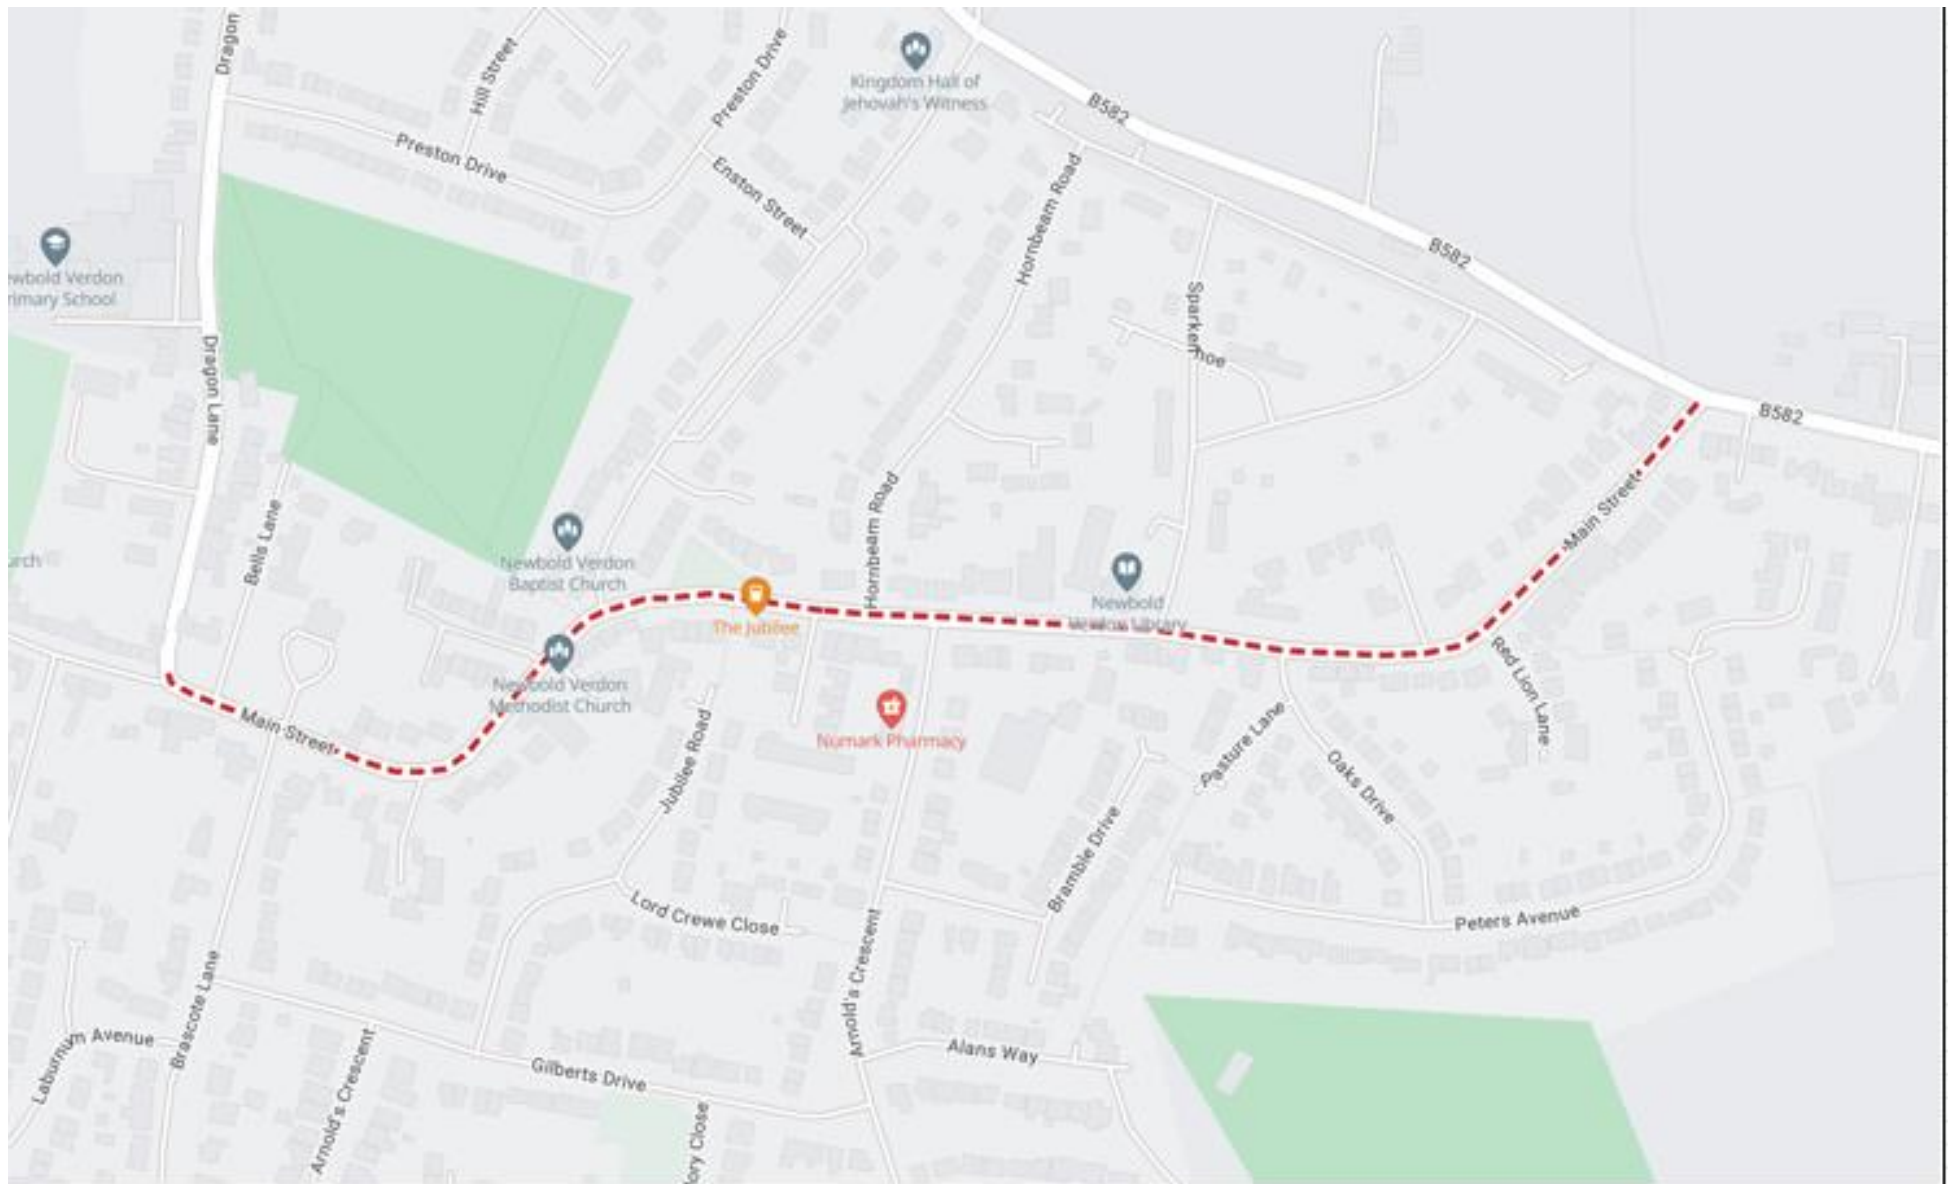 Dragon
Hill Street
Preston Drive
Kingdom Hall of
Jehovah's Witness
B582
Preston Drive
Enston Street
Hornbeam Road
B582
ewbold Verdon
rimary School
Sparkenhoe
Dragon Lane
B582
Bells Lane
Hornbeam Road
Main Street
urch
Newbold Verdon
Baptist Church
The Jubilee
Newbold
Verdon Library
Red Lion Lane
Newbold Verdon
Methodist Church
Main Street
Jubilee Road
Numark Pharmacy
Pasture Lane
Oaks Drive
Bramble Drive
Lord Crewe Close
Peters Avenue
Arnold's Crescent
Brascote Lane
Laburnum Avenue
Alans Way
Arnold's Crescent
Gilberts Drive
ory Close